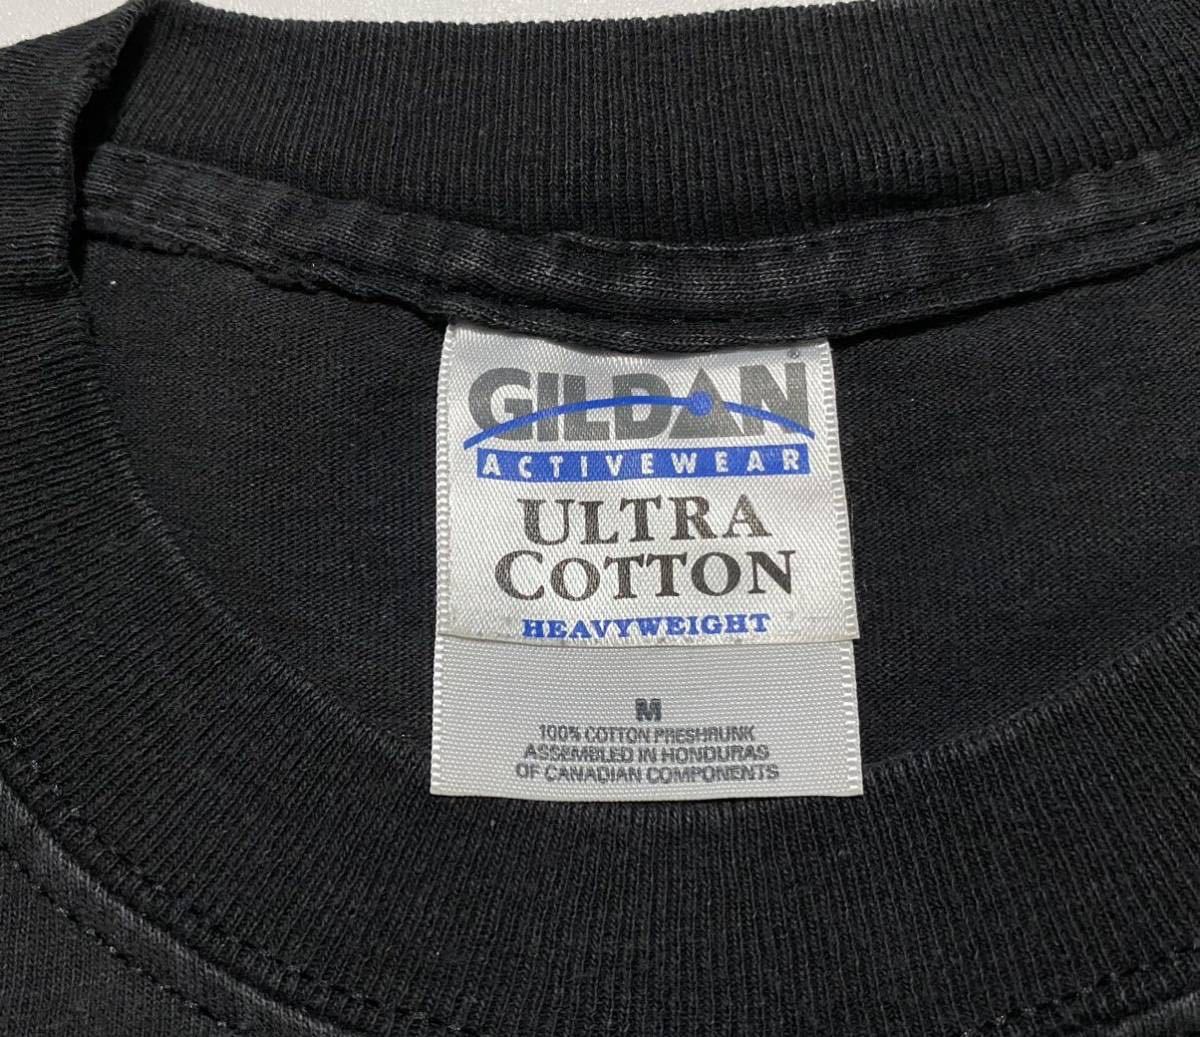 GILDAN®
ACTIVEWEAR
ULTRA
COTTON
HEAVYWEIGHT
M
100% COTTON PRESHRUNK
ASSEMBLED IN HONDURAS
OF CANADIAN COMPONENTS